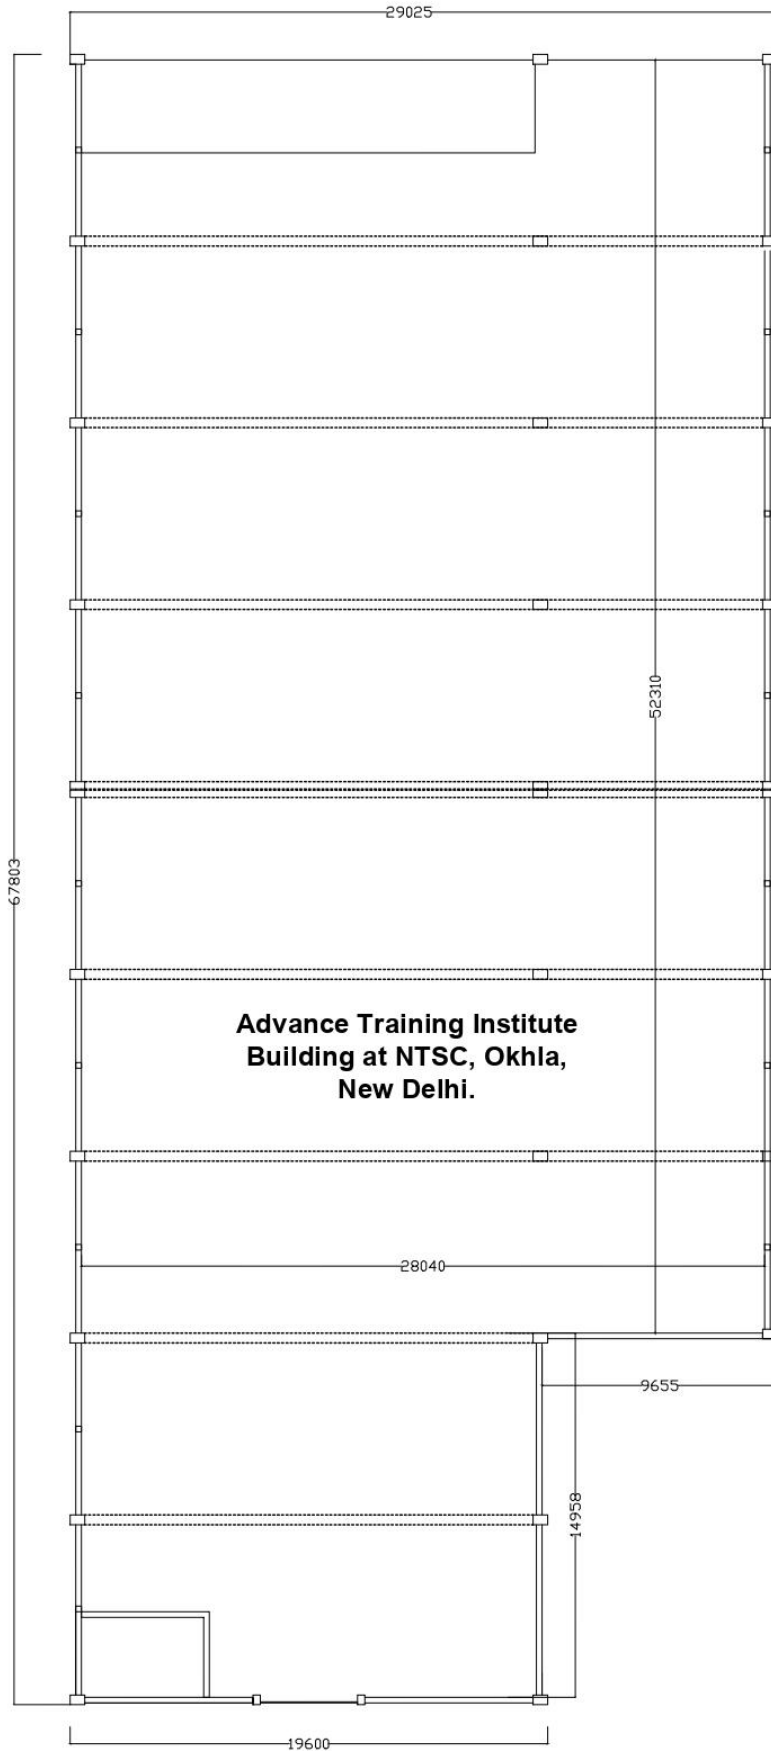 29025
52310
67803
Advance Training Institute
Building at NTSC, Okhla,
New Delhi.
28040
9655
14958
19600